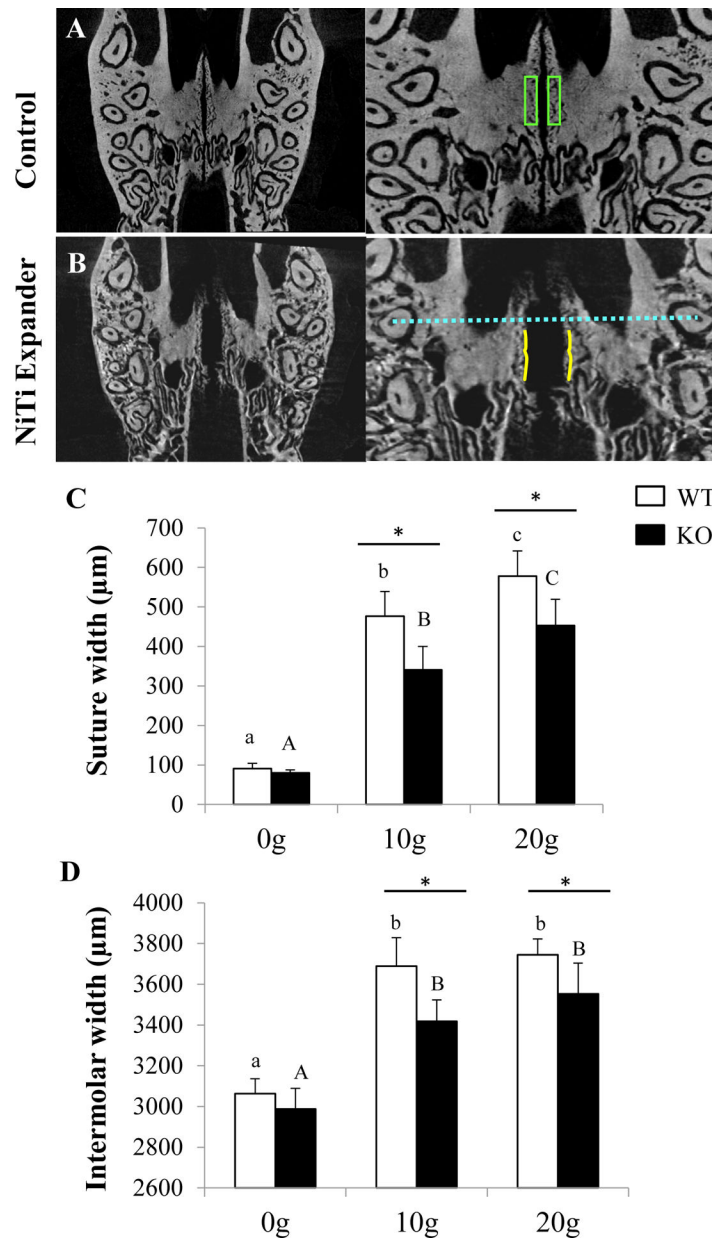 A
Control
B
NiTi Expander
C
WT
KO
Suture width (µm)
700
600
500
400
300
200
100
0
a
A
b
B
*
c
C
*
0g
10g
20g
D
Intermolar width (µm)
4000
3800
3600
3400
3200
3000
2800
2600
a
A
b
B
*
b
B
*
0g
10g
20g